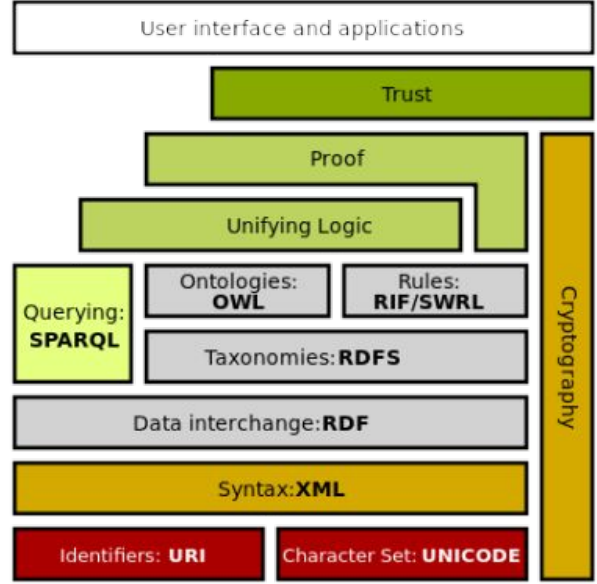 User interface and applications
Trust
Proof
Unifying Logic
Ontologies:
OWL
Rules:
RIF/SWRL
Querying:
SPARQL
Taxonomies:RDFS
Cryptography
Data interchange:RDF
Syntax:XML
Identifiers: URI
Character Set: UNICODE